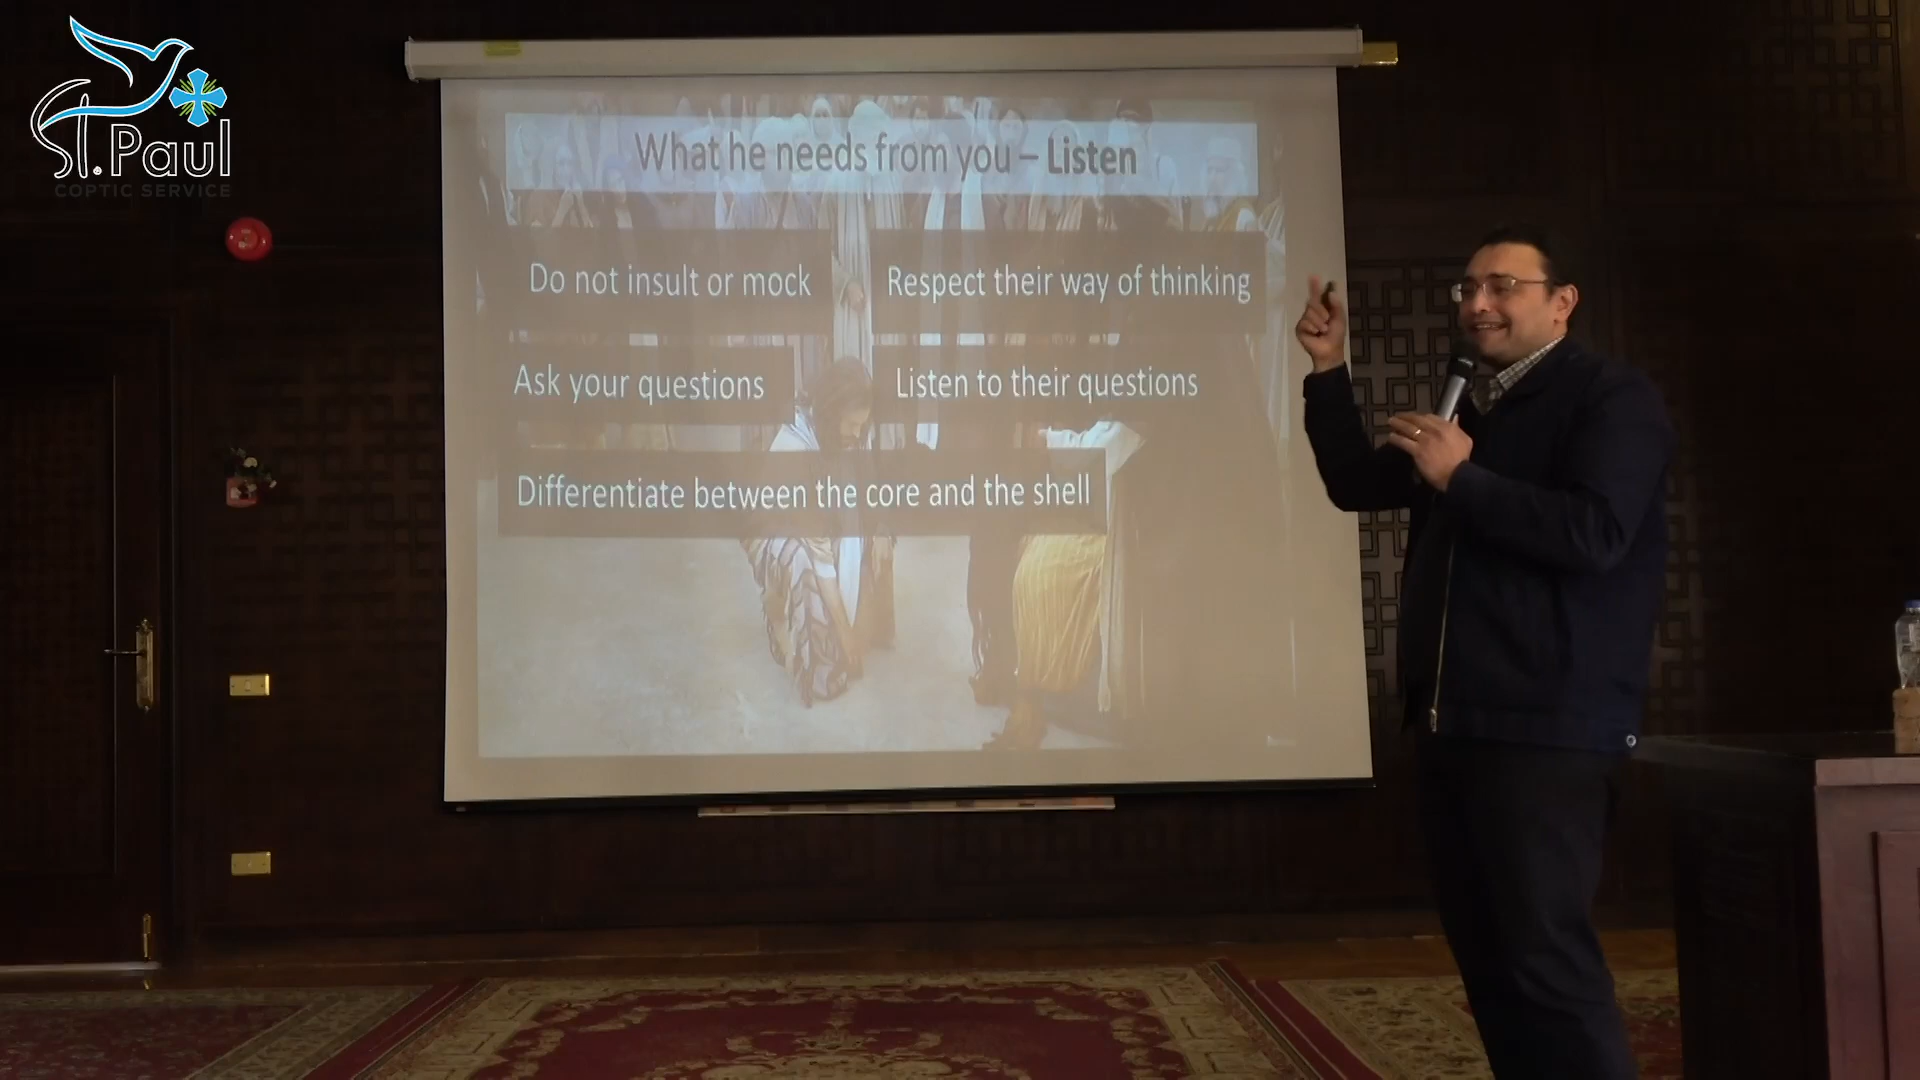 St. Paul
COPTIC SERVICE
What he needs from you – Listen
Do not insult or mock
Respect their way of thinking
Ask your questions
Listen to their questions
Differentiate between the core and the shell